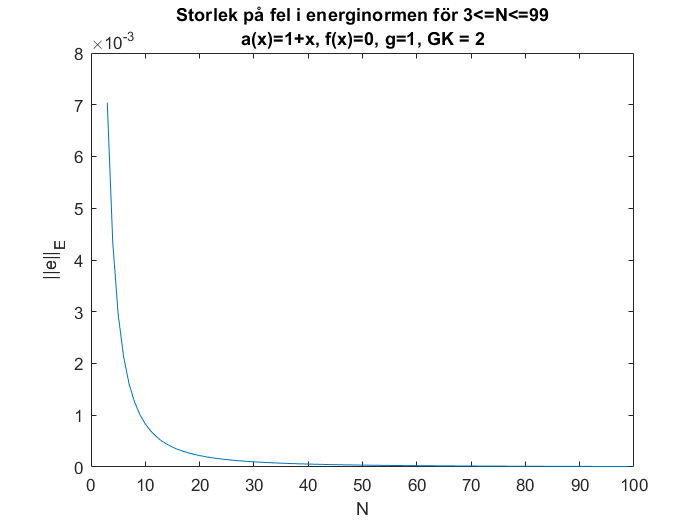 Storlek på fel i energinormen för 3<=N<=99
a(x)=1+x, f(x)=0, g=1, GK = 2
×10^-3
8
7
6
5
4
3
2
1
0
||e||_E
0 10 20 30 40 50 60 70 80 90 100
N